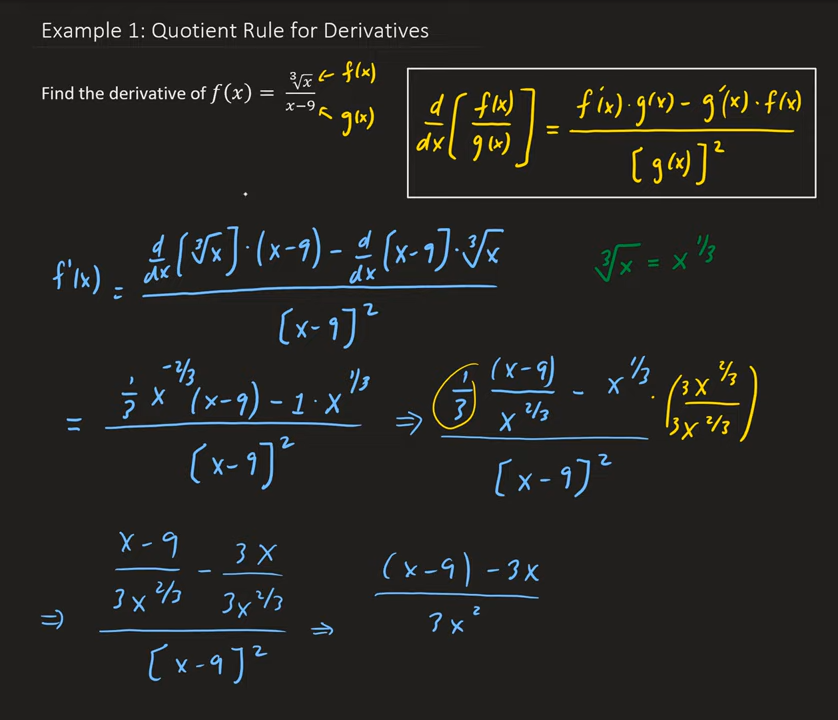 Example 1: Quotient Rule for Derivatives
Find the derivative of f(x) = ∛x / (x−9) ← f(x) ↖ g(x)
d/dx [ f(x) / g(x) ] = ( f'(x) · g(x) − g'(x) · f(x) ) / [ g(x) ]²
f'(x) = ( d/dx [∛x] · (x−9) − d/dx [x−9] · ∛x ) / [x−9]²
∛x = x^(1/3)
= ( 1/3 x^(−2/3) (x−9) − 1 · x^(1/3) ) / [x−9]² ⇒ ( 1/3 (x−9)/x^(2/3) − x^(1/3) · ( 3x^(2/3) / 3x^(2/3) ) ) / [x−9]²
⇒ ( (x−9)/3x^(2/3) − 3x/3x^(2/3) ) / [x−9]² ⇒ ( (x−9) − 3x ) / 3x²